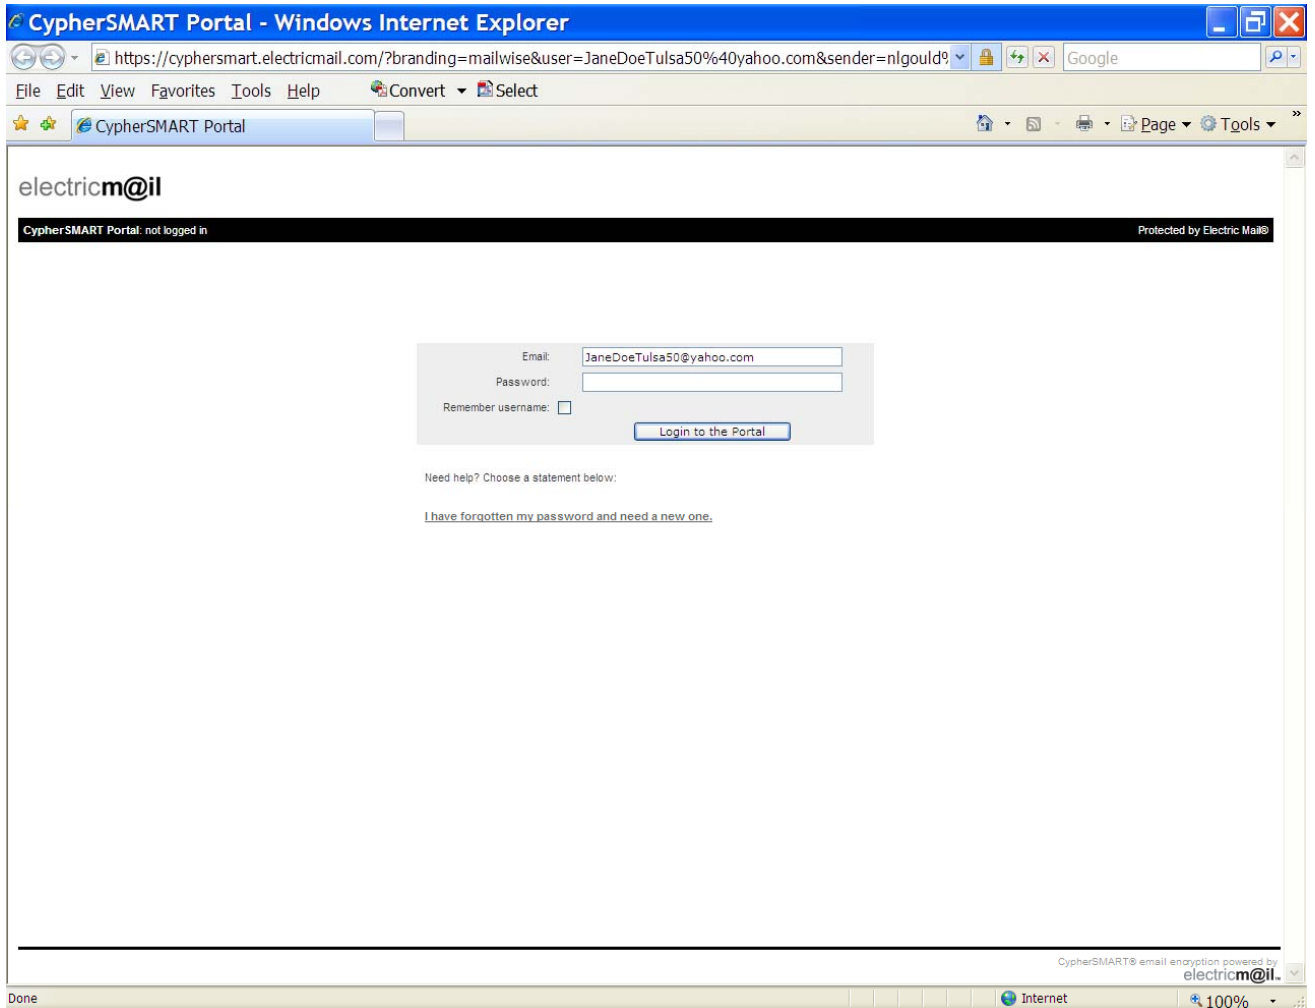 CypherSMART Portal - Windows Internet Explorer
https://cyphersmart.electricmail.com/?branding=mailwise&user=JaneDoeTulsa50%40yahoo.com&sender=nlgould% Google
File Edit View Favorites Tools Help Convert Select
CypherSMART Portal Page Tools »
electricm@il
CypherSMART Portal: not logged in Protected by Electric Mail®
Email: JaneDoeTulsa50@yahoo.com
Password:
Remember username:
Login to the Portal
Need help? Choose a statement below:
I have forgotten my password and need a new one.
CypherSMART® email encryption powered by
electricm@il™
Done Internet 100%